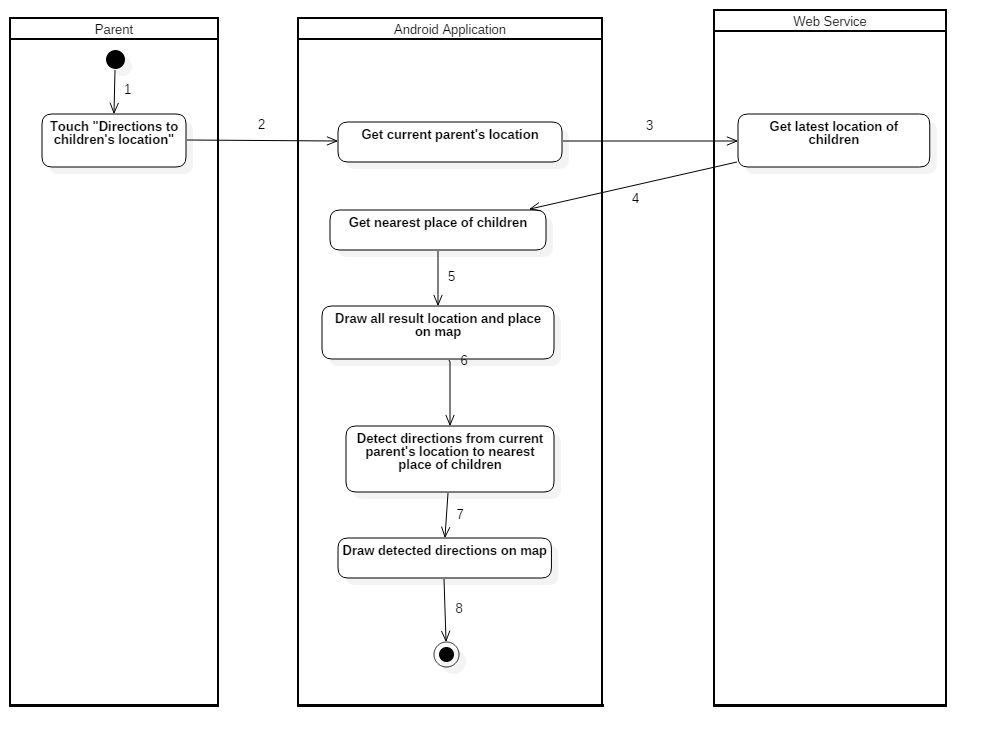 Parent
Android Application
Web Service
1
Touch "Directions to
children's location"
2
Get current parent's location
3
Get latest location of
children
4
Get nearest place of children
5
Draw all result location and place
on map
6
Detect directions from current
parent's location to nearest
place of children
7
Draw detected directions on map
8